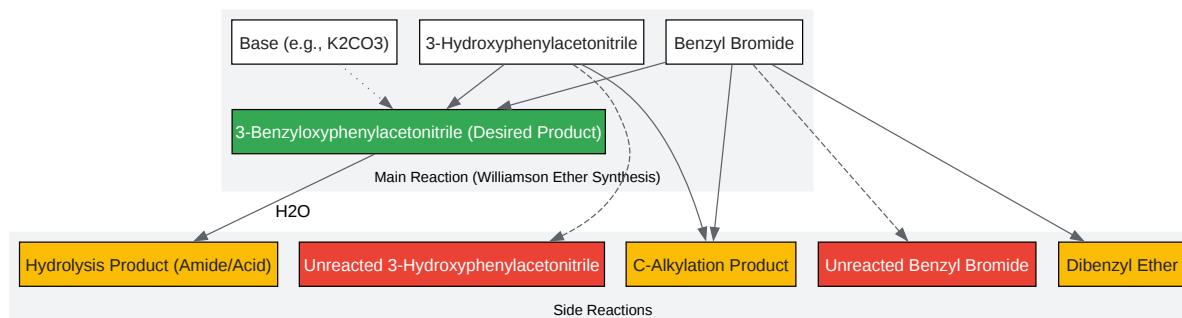 Base (e.g., K2CO3)
3-Hydroxyphenylacetonitrile
Benzyl Bromide
3-Benzyloxyphenylacetonitrile (Desired Product)
Main Reaction (Williamson Ether Synthesis)
H2O
Hydrolysis Product (Amide/Acid)
Unreacted 3-Hydroxyphenylacetonitrile
C-Alkylation Product
Unreacted Benzyl Bromide
Dibenzyl Ether
Side Reactions